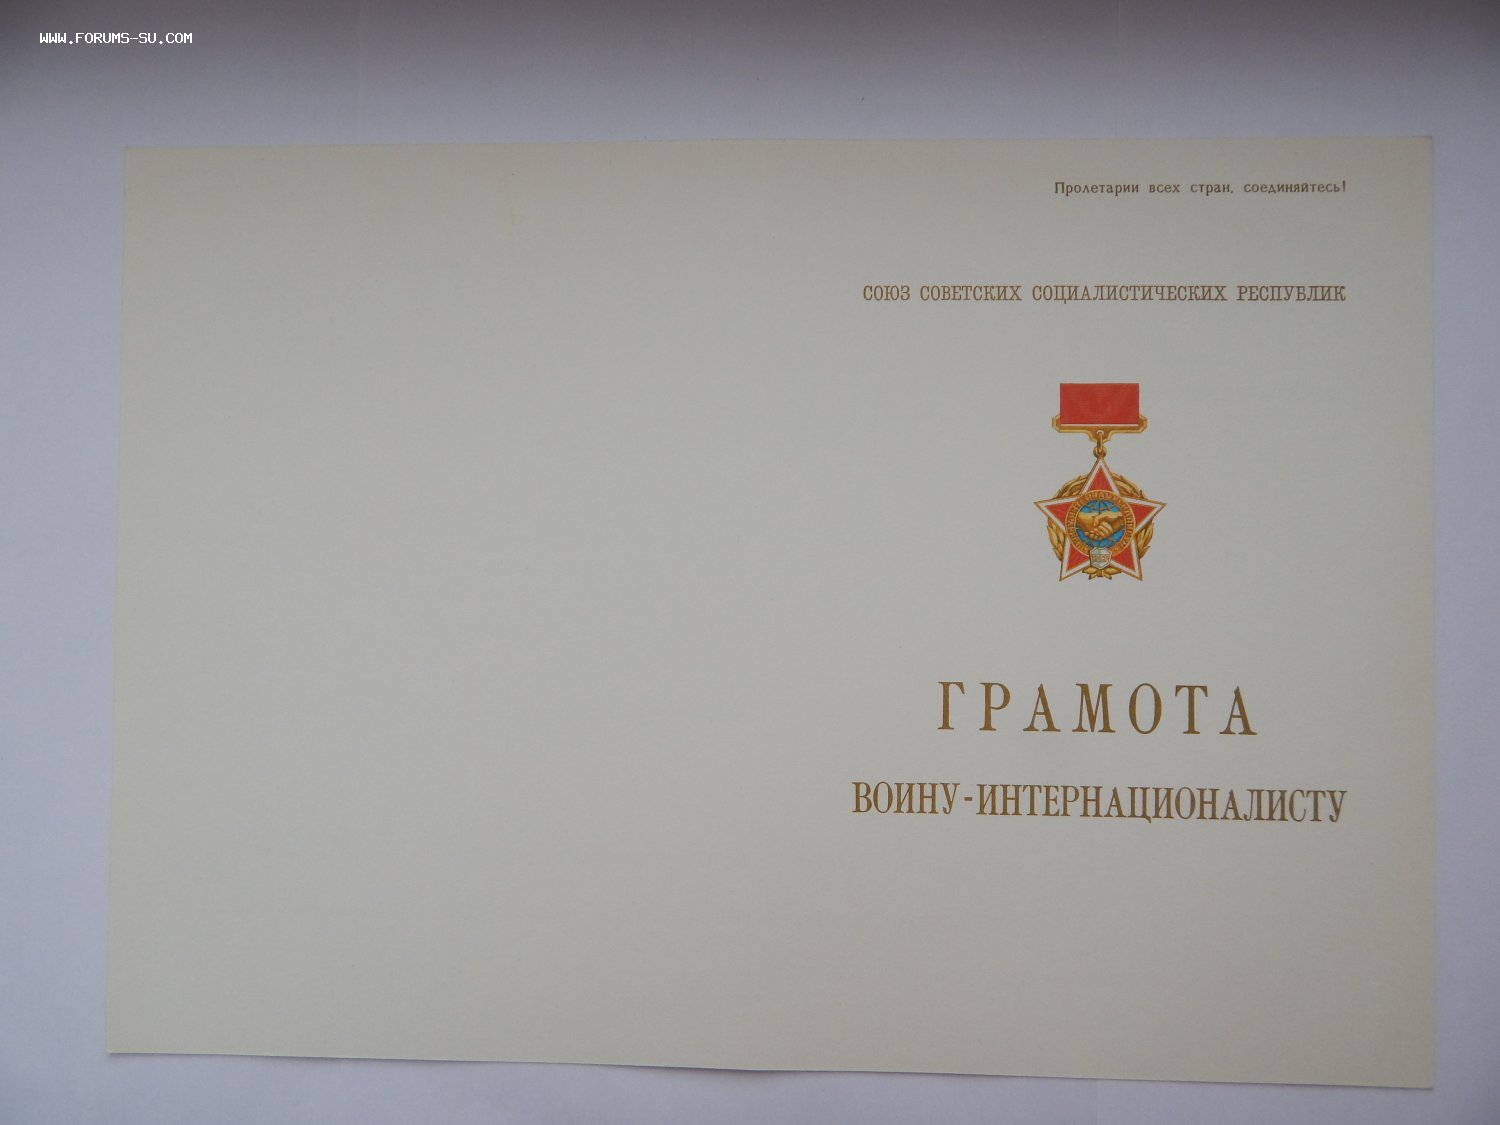 WWW.FORUMS-SU.COM
Пролетарии всех стран, соединяйтесь!
СОЮЗ СОВЕТСКИХ СОЦИАЛИСТИЧЕСКИХ РЕСПУБЛИК
ГРАМОТА
ВОИНУ-ИНТЕРНАЦИОНАЛИСТУ